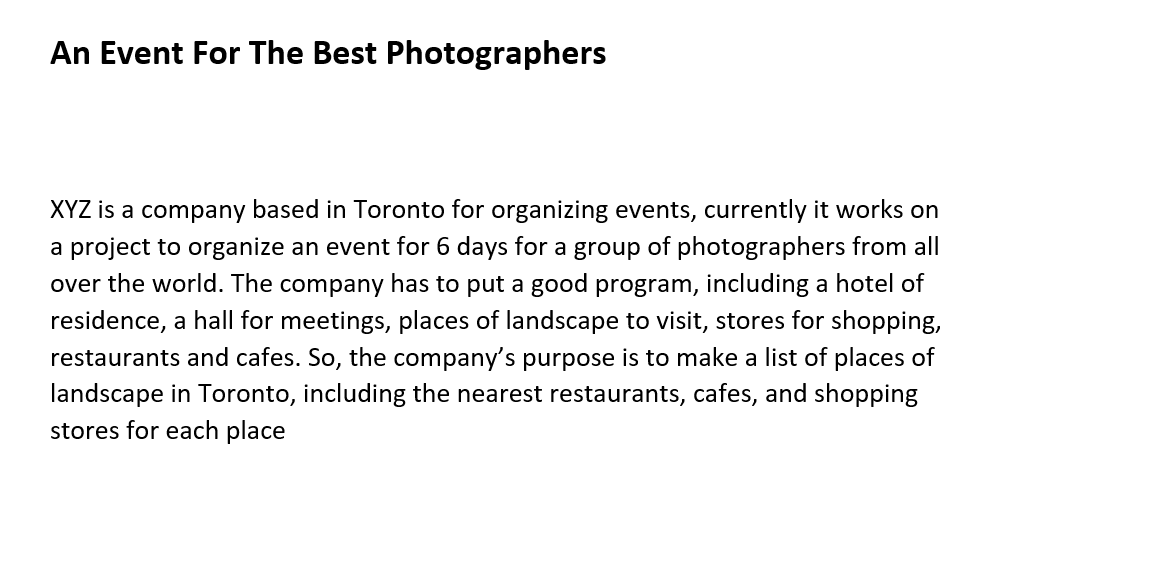 An Event For The Best Photographers
XYZ is a company based in Toronto for organizing events, currently it works on
a project to organize an event for 6 days for a group of photographers from all
over the world. The company has to put a good program, including a hotel of
residence, a hall for meetings, places of landscape to visit, stores for shopping,
restaurants and cafes. So, the company’s purpose is to make a list of places of
landscape in Toronto, including the nearest restaurants, cafes, and shopping
stores for each place